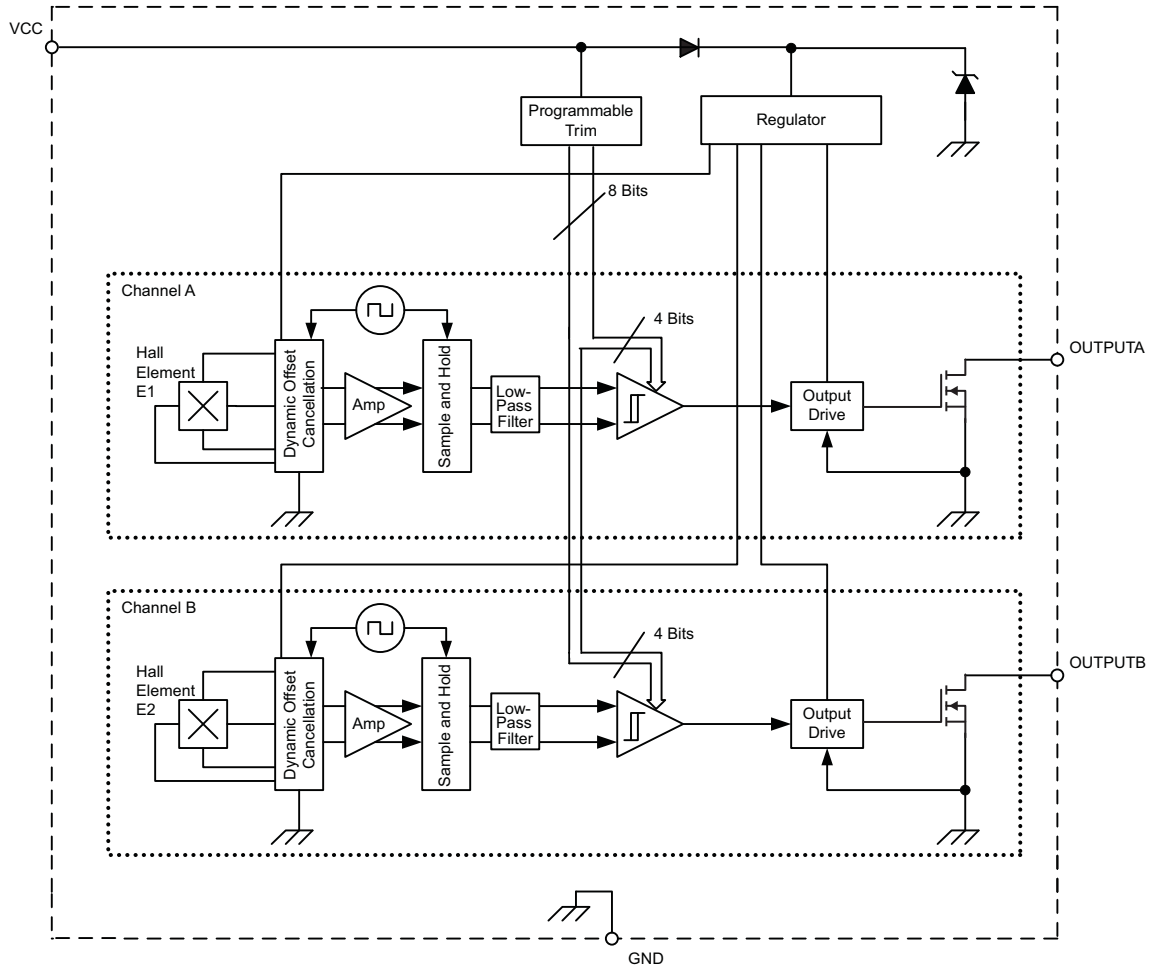 VCC
Programmable
Trim
Regulator
8 Bits
Channel A
4 Bits
Hall
Element
E1
Dynamic Offset
Cancellation
Amp
Sample and Hold
Low-
Pass
Filter
Output
Drive
OUTPUTA
Channel B
4 Bits
Hall
Element
E2
Dynamic Offset
Cancellation
Amp
Sample and Hold
Low-
Pass
Filter
Output
Drive
OUTPUTB
GND